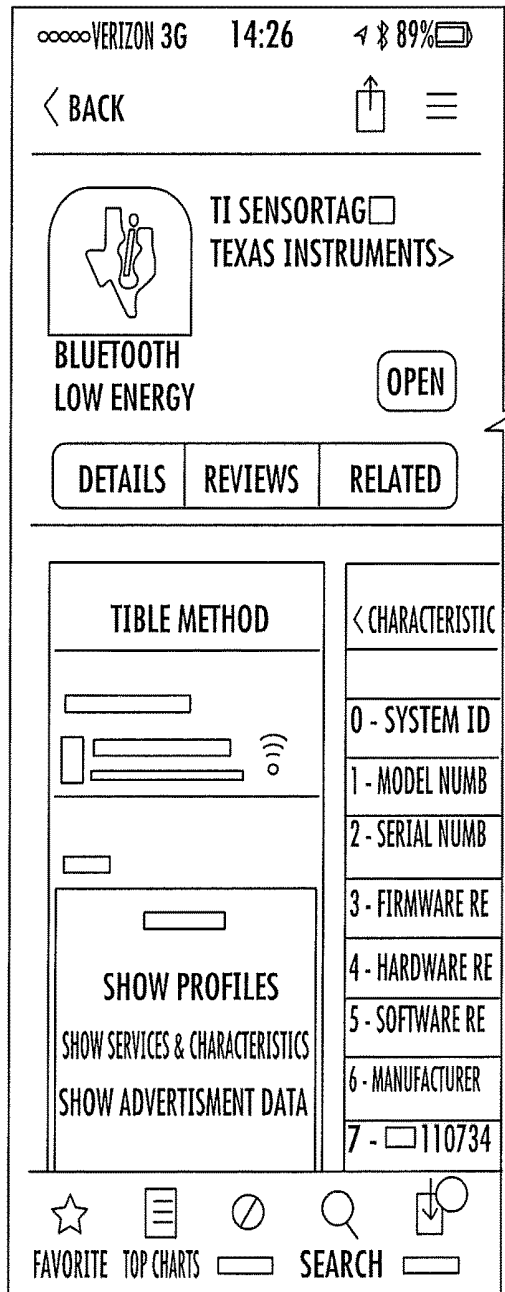 VERIZON 3G 14:26 89%
< BACK
TI SENSORTAG
TEXAS INSTRUMENTS>
BLUETOOTH
LOW ENERGY
OPEN
DETAILS REVIEWS RELATED
TIBLE METHOD
SHOW PROFILES
SHOW SERVICES & CHARACTERISTICS
SHOW ADVERTISMENT DATA
< CHARACTERISTIC
0 - SYSTEM ID
1 - MODEL NUMB
2 - SERIAL NUMB
3 - FIRMWARE RE
4 - HARDWARE RE
5 - SOFTWARE RE
6 - MANUFACTURER
7 - 110734
FAVORITE TOP CHARTS SEARCH